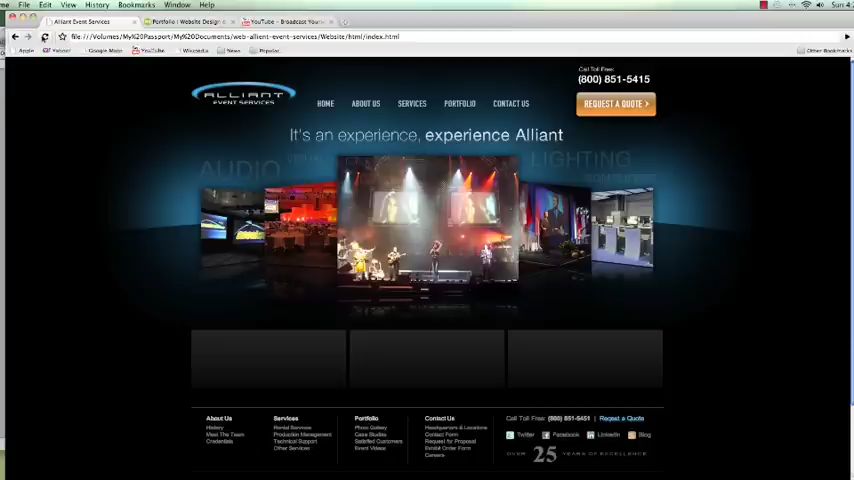 File Edit View History Bookmarks Window Help
Sun 4:
Alliant Event Services
Portfolio | Website Design
YouTube - Broadcast Yours
file:///Volumes/My%20Passport/My%20Documents/web-allient-event-services/Website/html/index.html
Apple Yahoo! Google Maps YouTube Wikipedia News Popular
Other Bookmarks
Call Toll Free:
(800) 851-5415
ALLIANT
EVENT SERVICES
HOME ABOUT US SERVICES PORTFOLIO CONTACT US
REQUEST A QUOTE >
It's an experience, experience Alliant
AUDIO
LIGHTING
About Us Services Portfolio Contact Us
Call Toll Free: (800) 851-5451 | Reqest a Quote
History Rental Services Photo Gallery Headquarters & Locations
Meet The Team Production Management Case Studies Contact Form
Twitter Facebook LinkedIn Blog
Credentials Technical Support Satisfied Customers Request for Proposal
Other Services Event Videos Exhibit Order Form
Careers
OVER 25 YEARS OF EXCELLENCE